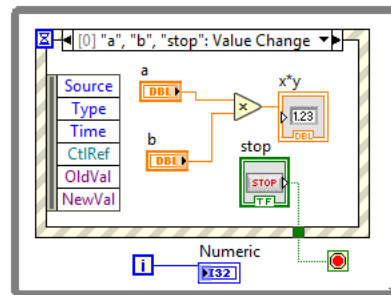 [0] "a", "b", "stop": Value Change
Source
Type
Time
CtlRef
OldVal
NewVal
a
DBL
b
DBL
x
x*y
1.23
DBL
stop
STOP
TF
i
Numeric
I32